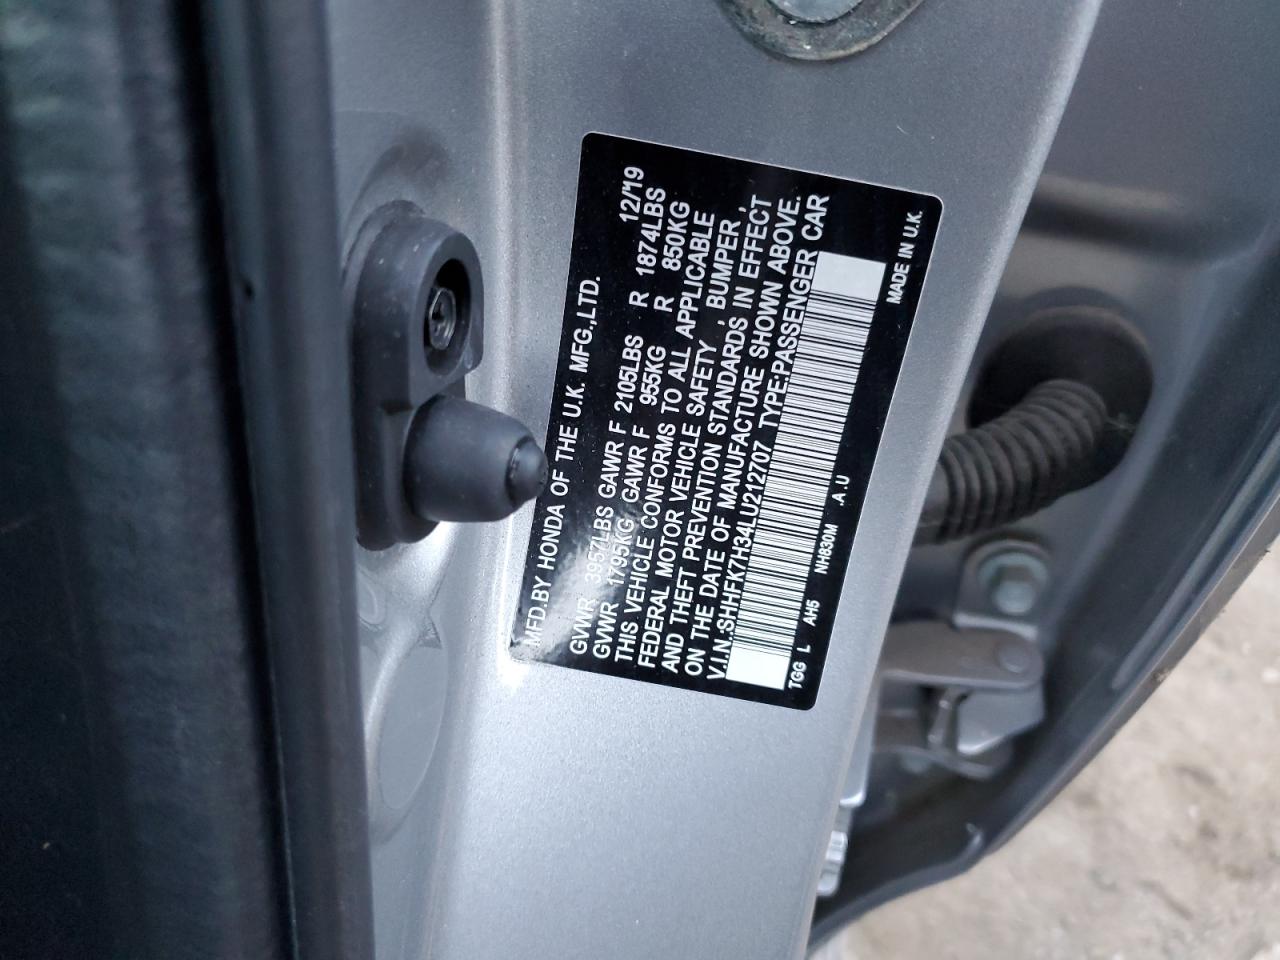 MFD.BY HONDA OF THE U.K. MFG.,LTD. 12/19
GVWR 3957LBS GAWR F 2105LBS R 1874LBS
GVWR 1795KG GAWR F 955KG R 850KG
THIS VEHICLE CONFORMS TO ALL APPLICABLE
FEDERAL MOTOR VEHICLE SAFETY , BUMPER ,
AND THEFT PREVENTION STANDARDS IN EFFECT
ON THE DATE OF MANUFACTURE SHOWN ABOVE.
V.I.N.:SHHFK7H34LU212707 TYPE:PASSENGER CAR
TGG L AH5 NH830M .A .U MADE IN U.K.